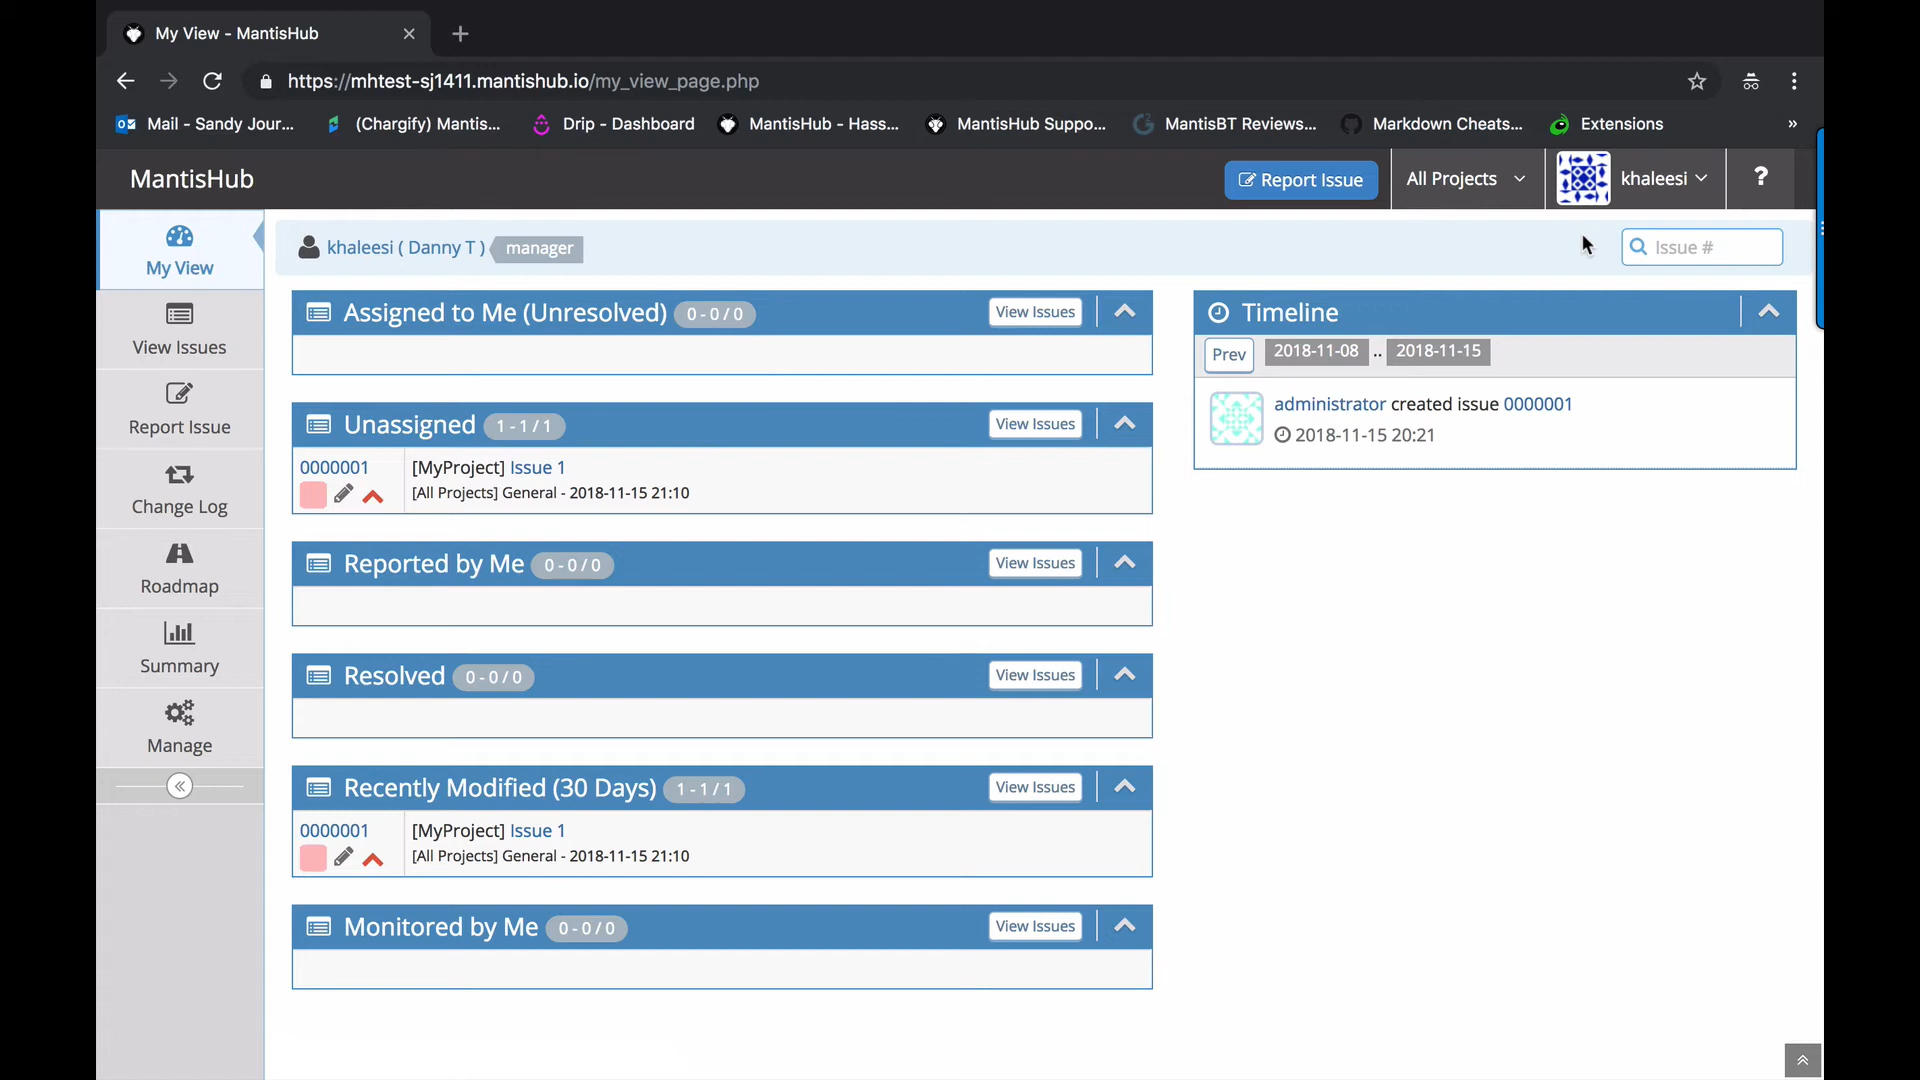 My View - MantisHub
https://mhtest-sj1411.mantishub.io/my_view_page.php
Mail - Sandy Jour...
(Chargify) Mantis...
Drip - Dashboard
MantisHub - Hass...
MantisHub Suppo...
MantisBT Reviews...
Markdown Cheats...
Extensions
»
MantisHub
Report Issue
All Projects
khaleesi
?
My View
View Issues
Report Issue
Change Log
Roadmap
Summary
Manage
khaleesi ( Danny T ) manager
Issue #
Assigned to Me (Unresolved) 0 - 0 / 0 View Issues
Unassigned 1 - 1 / 1 View Issues
0000001 [MyProject] Issue 1
[All Projects] General - 2018-11-15 21:10
Reported by Me 0 - 0 / 0 View Issues
Resolved 0 - 0 / 0 View Issues
Recently Modified (30 Days) 1 - 1 / 1 View Issues
0000001 [MyProject] Issue 1
[All Projects] General - 2018-11-15 21:10
Monitored by Me 0 - 0 / 0 View Issues
Timeline
Prev 2018-11-08 .. 2018-11-15
administrator created issue 0000001
2018-11-15 20:21